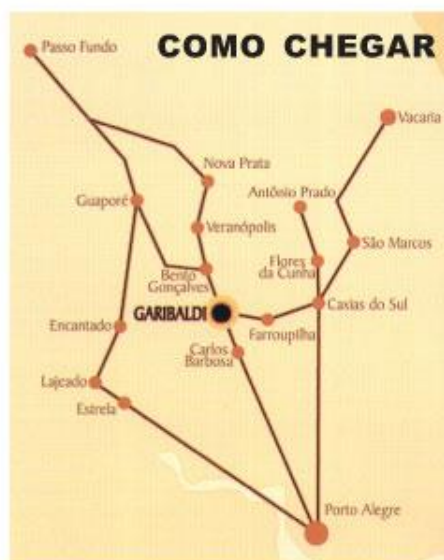 COMO CHEGAR
Passo Fundo
Vacaria
Nova Prata
Antônio Prado
Guaporé
Veranópolis
São Marcos
Flores
da Cunha
Bento
Gonçalves
Caxias do Sul
GARIBALDI
Encantado
Farroupilha
Carlos
Barbosa
Lajeado
Estrela
Porto Alegre